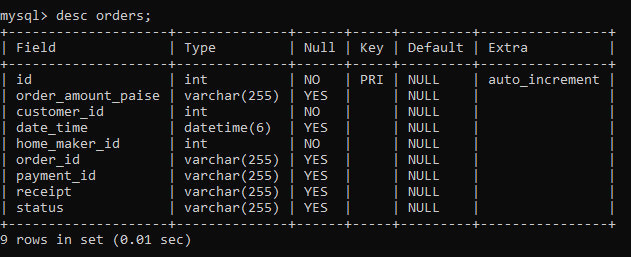 mysql> desc orders;
+--------------------+--------------+------+-----+---------+----------------+
| Field              | Type         | Null | Key | Default | Extra          |
+--------------------+--------------+------+-----+---------+----------------+
| id                 | int          | NO   | PRI | NULL    | auto_increment |
| order_amount_paise | varchar(255) | YES  |     | NULL    |                |
| customer_id        | int          | NO   |     | NULL    |                |
| date_time          | datetime(6)  | YES  |     | NULL    |                |
| home_maker_id      | int          | NO   |     | NULL    |                |
| order_id           | varchar(255) | YES  |     | NULL    |                |
| payment_id         | varchar(255) | YES  |     | NULL    |                |
| receipt            | varchar(255) | YES  |     | NULL    |                |
| status             | varchar(255) | YES  |     | NULL    |                |
+--------------------+--------------+------+-----+---------+----------------+
9 rows in set (0.01 sec)